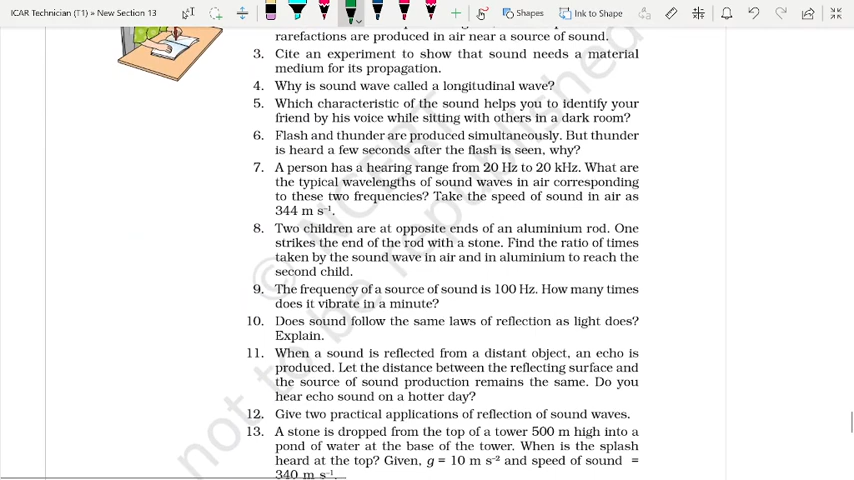 ICAR Technician (T1) » New Section 13
Shapes
Ink to Shape
rarefactions are produced in air near a source of sound.
3. Cite an experiment to show that sound needs a material
medium for its propagation.
4. Why is sound wave called a longitudinal wave?
5. Which characteristic of the sound helps you to identify your
friend by his voice while sitting with others in a dark room?
6. Flash and thunder are produced simultaneously. But thunder
is heard a few seconds after the flash is seen, why?
7. A person has a hearing range from 20 Hz to 20 kHz. What are
the typical wavelengths of sound waves in air corresponding
to these two frequencies? Take the speed of sound in air as
344 m s⁻¹.
8. Two children are at opposite ends of an aluminium rod. One
strikes the end of the rod with a stone. Find the ratio of times
taken by the sound wave in air and in aluminium to reach the
second child.
9. The frequency of a source of sound is 100 Hz. How many times
does it vibrate in a minute?
10. Does sound follow the same laws of reflection as light does?
Explain.
11. When a sound is reflected from a distant object, an echo is
produced. Let the distance between the reflecting surface and
the source of sound production remains the same. Do you
hear echo sound on a hotter day?
12. Give two practical applications of reflection of sound waves.
13. A stone is dropped from the top of a tower 500 m high into a
pond of water at the base of the tower. When is the splash
heard at the top? Given, g = 10 m s⁻² and speed of sound =
340 m s⁻¹.
© NCERT
not to be republished